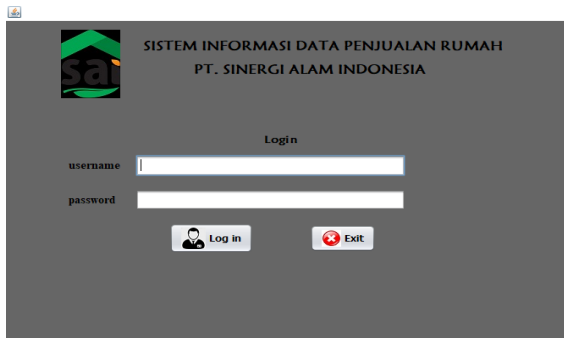 sai
SISTEM INFORMASI DATA PENJUALAN RUMAH
PT. SINERGI ALAM INDONESIA
Login
username
password
Log in
Exit